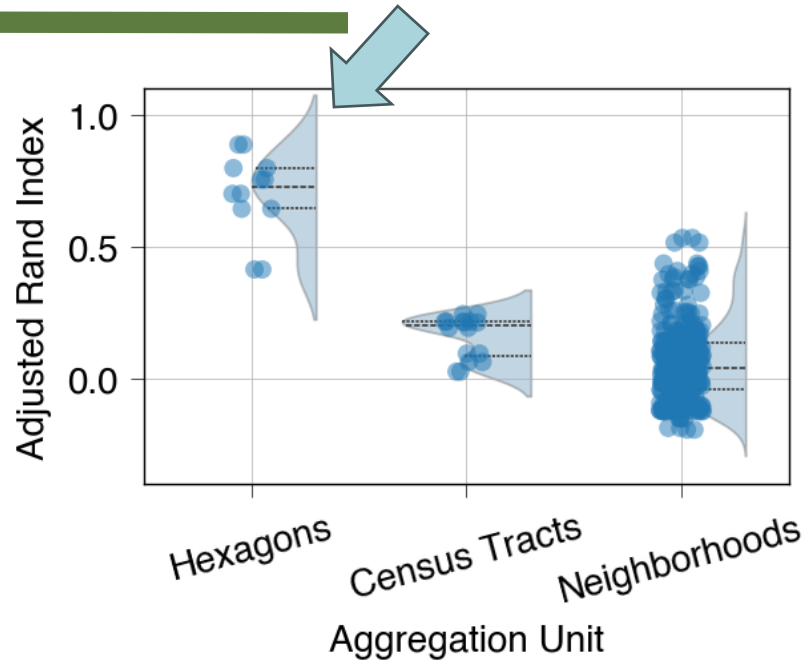 Adjusted Rand Index
1.0
0.5
0.0
Hexagons
Census Tracts
Neighborhoods
Aggregation Unit